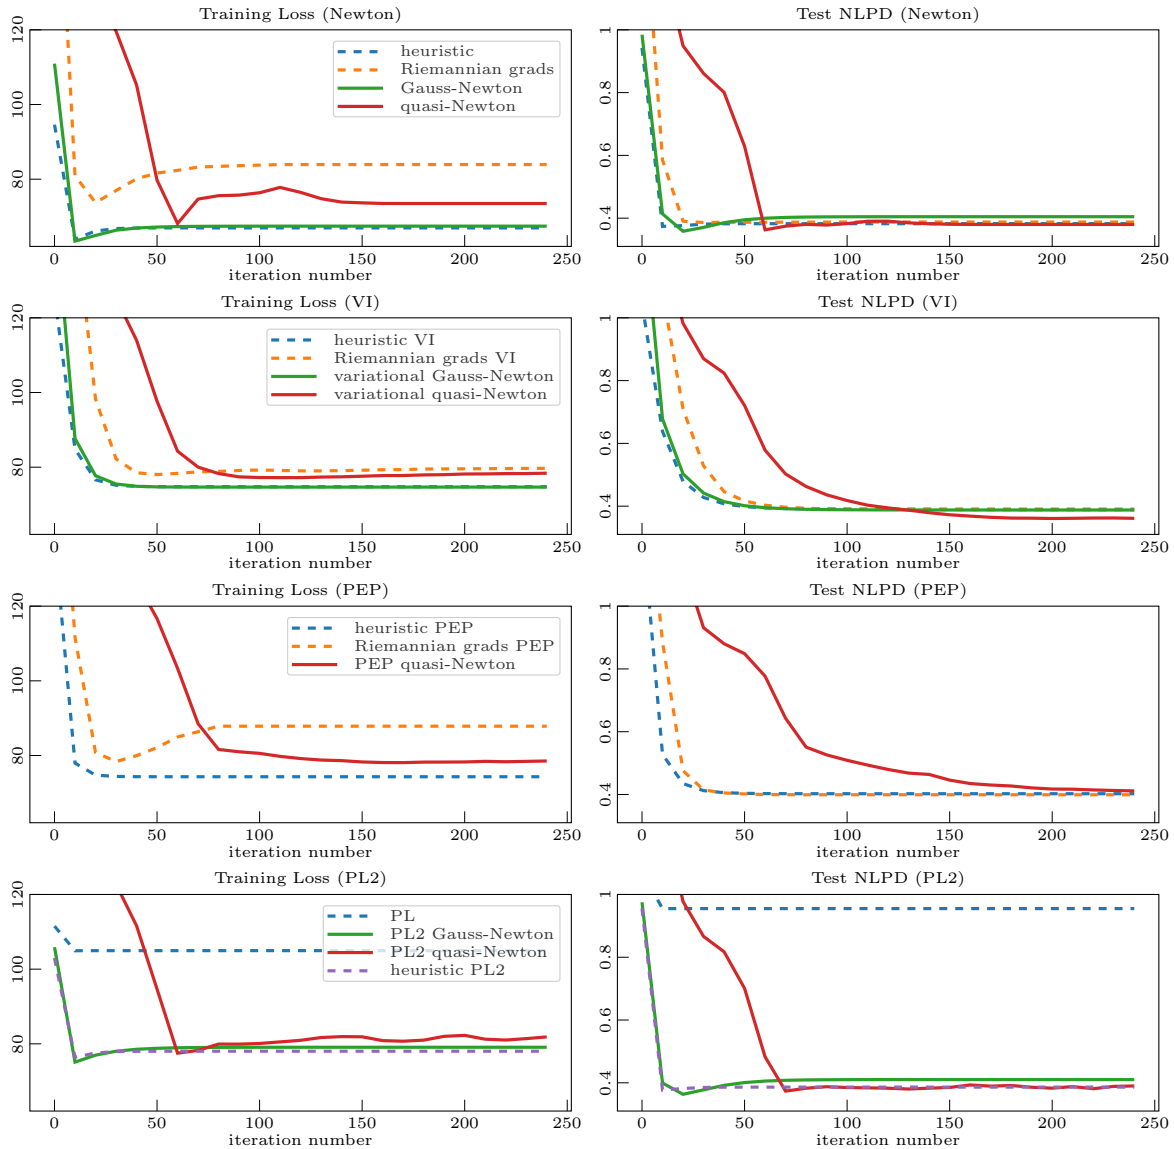 Training Loss (Newton)
120
100
80
heuristic
Riemannian grads
Gauss-Newton
quasi-Newton
0 50 100 150 200 250
iteration number
Test NLPD (Newton)
1
0.8
0.6
0.4
0 50 100 150 200 250
iteration number
Training Loss (VI)
120
100
80
heuristic VI
Riemannian grads VI
variational Gauss-Newton
variational quasi-Newton
0 50 100 150 200 250
iteration number
Test NLPD (VI)
1
0.8
0.6
0.4
0 50 100 150 200 250
iteration number
Training Loss (PEP)
120
100
80
heuristic PEP
Riemannian grads PEP
PEP quasi-Newton
0 50 100 150 200 250
iteration number
Test NLPD (PEP)
1
0.8
0.6
0.4
0 50 100 150 200 250
iteration number
Training Loss (PL2)
120
100
80
PL
PL2 Gauss-Newton
PL2 quasi-Newton
heuristic PL2
0 50 100 150 200 250
iteration number
Test NLPD (PL2)
1
0.8
0.6
0.4
0 50 100 150 200 250
iteration number